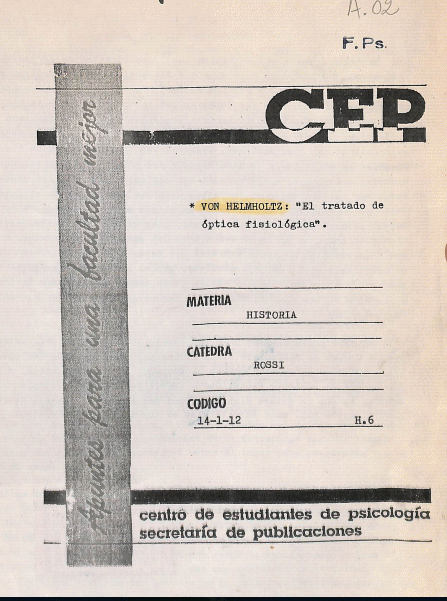 A.02
F.Ps.
CEP
Apuntes para una facultad mejor
* VON HELMHOLTZ: "El tratado de
óptica fisiológica".
MATERIA
HISTORIA
CATEDRA
ROSSI
CODIGO
14-1-12 H.6
centro de estudiantes de psicología
secretaría de publicaciones